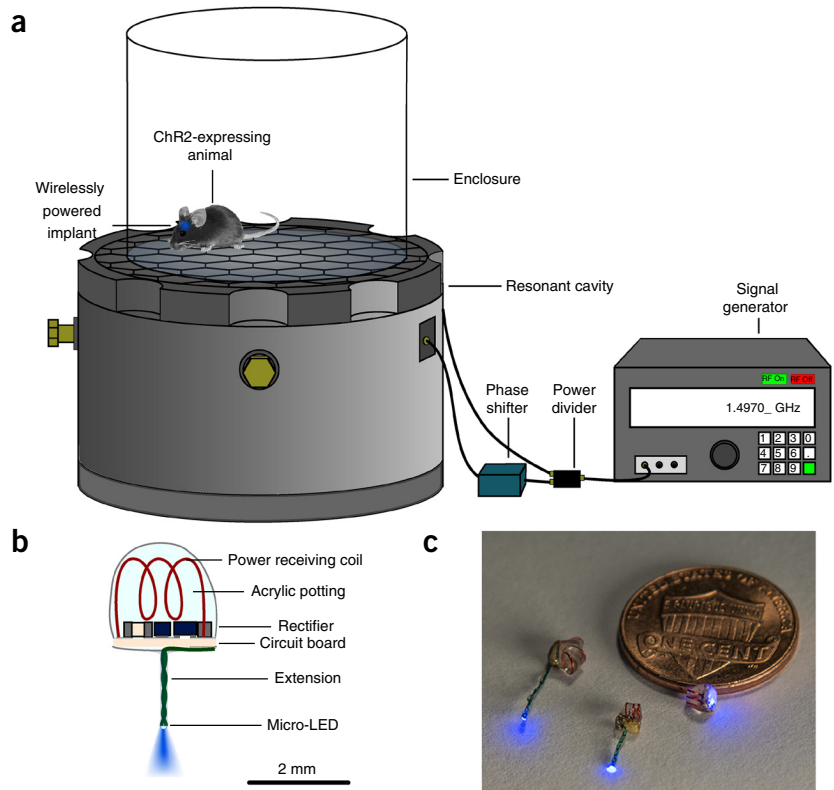 a
ChR2-expressing
animal
Wirelessly
powered
implant
Enclosure
Resonant cavity
Signal
generator
RF On RF Off
1.4970_ GHz
1 2 3 0
4 5 6 .
7 8 9
Phase
shifter
Power
divider
b
Power receiving coil
Acrylic potting
Rectifier
Circuit board
Extension
Micro-LED
2 mm
c
ONE CENT